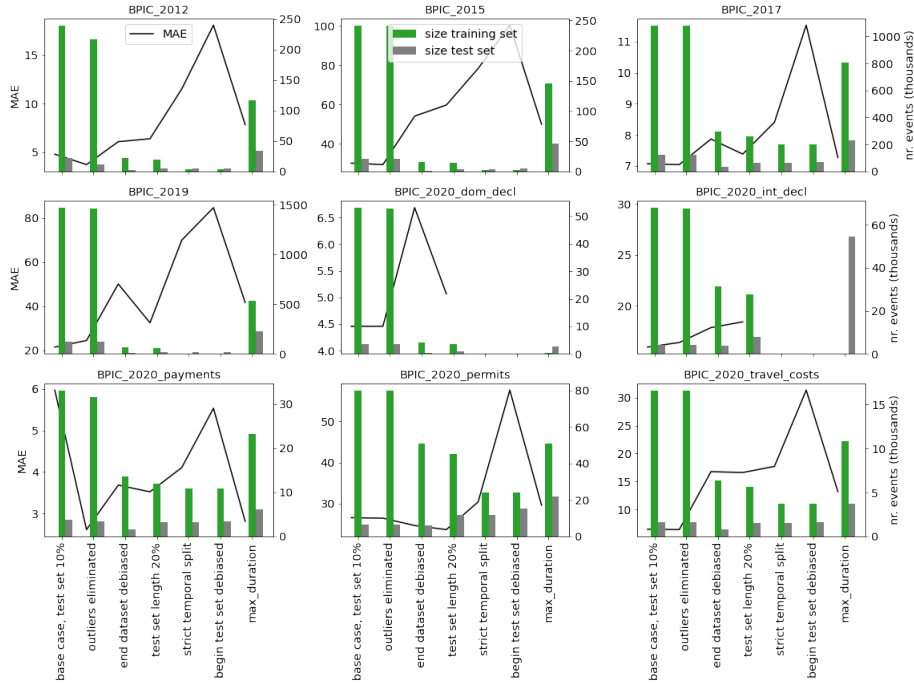 BPIC_2012
BPIC_2015
BPIC_2017
MAE
15
10
5
MAE
250
200
150
100
50
0
100
80
60
40
size training set
size test set
250
200
150
100
50
0
11
10
9
8
7
1000
800
600
400
200
0
nr. events (thousands)
BPIC_2019
BPIC_2020_dom_decl
BPIC_2020_int_decl
MAE
80
60
40
20
1500
1000
500
0
6.5
6.0
5.5
5.0
4.5
4.0
50
40
30
20
10
0
30
25
20
60
40
20
0
nr. events (thousands)
BPIC_2020_payments
BPIC_2020_permits
BPIC_2020_travel_costs
MAE
6
5
4
3
30
20
10
0
50
40
30
80
60
40
20
0
30
25
20
15
10
15
10
5
0
nr. events (thousands)
base case, test set 10%
outliers eliminated
end dataset debiased
test set length 20%
strict temporal split
begin test set debiased
max_duration
base case, test set 10%
outliers eliminated
end dataset debiased
test set length 20%
strict temporal split
begin test set debiased
max_duration
base case, test set 10%
outliers eliminated
end dataset debiased
test set length 20%
strict temporal split
begin test set debiased
max_duration